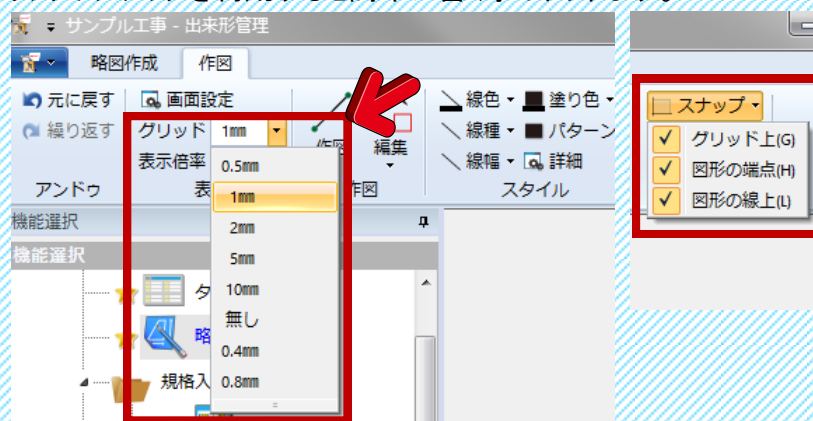 サンプル工事 - 出来形管理
略図作成 作図
元に戻す
繰り返す
アンドゥ
画面設定
グリッド 1mm
表示倍率
表
0.5mm
1mm
2mm
5mm
10mm
無し
0.4mm
0.8mm
作図
編集
線色 塗り色
線種 パターン
線幅 詳細
スタイル
機能選択
機能選択
タ
略
規格入
スナップ
グリッド上(G)
図形の端点(H)
図形の線上(L)